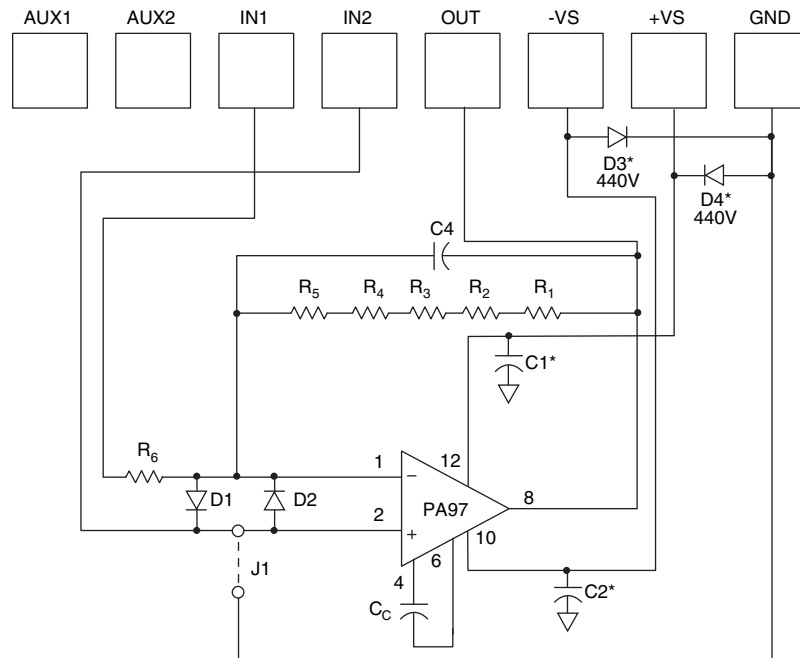 AUX1 AUX2 IN1 IN2 OUT -VS +VS GND
D3*
440V
D4*
440V
C4
R5 R4 R3 R2 R1
C1*
R6
1
12
D1
D2
−
PA97
8
2
+
10
J1
4
6
CC
C2*